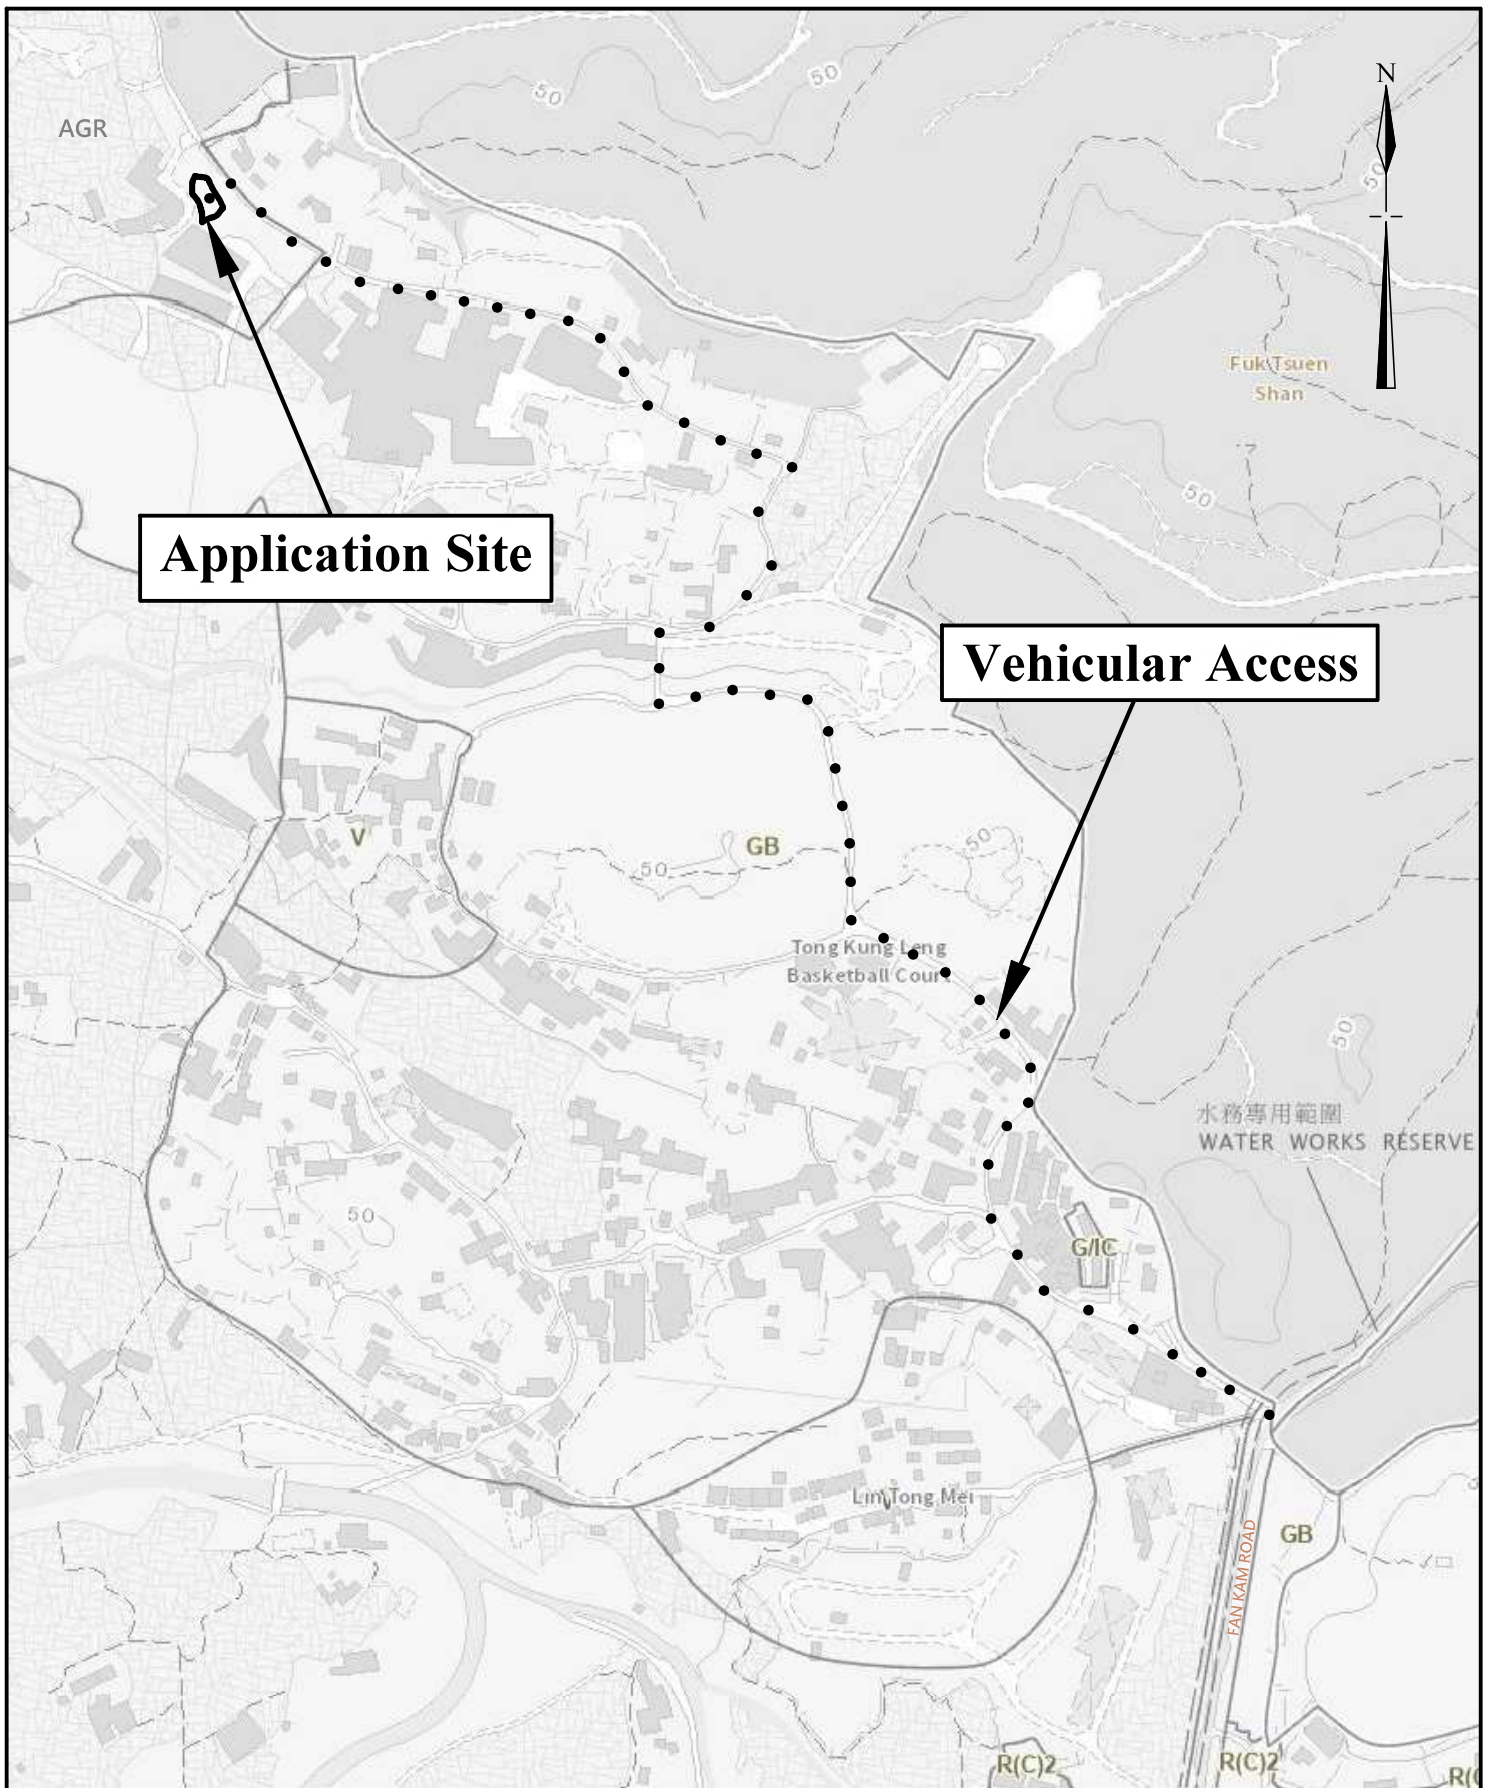 50
50
N
AGR
50
Fuk Tsuen
Shan
50
Application Site
Vehicular Access
V
GB
50
50
Tong Kung Leng
Basketball Court
50
水務專用範圍
WATER WORKS RESERVE
50
G/IC
Lin Tong Mei
GB
FAN KAM ROAD
R(C)2
R(C)2